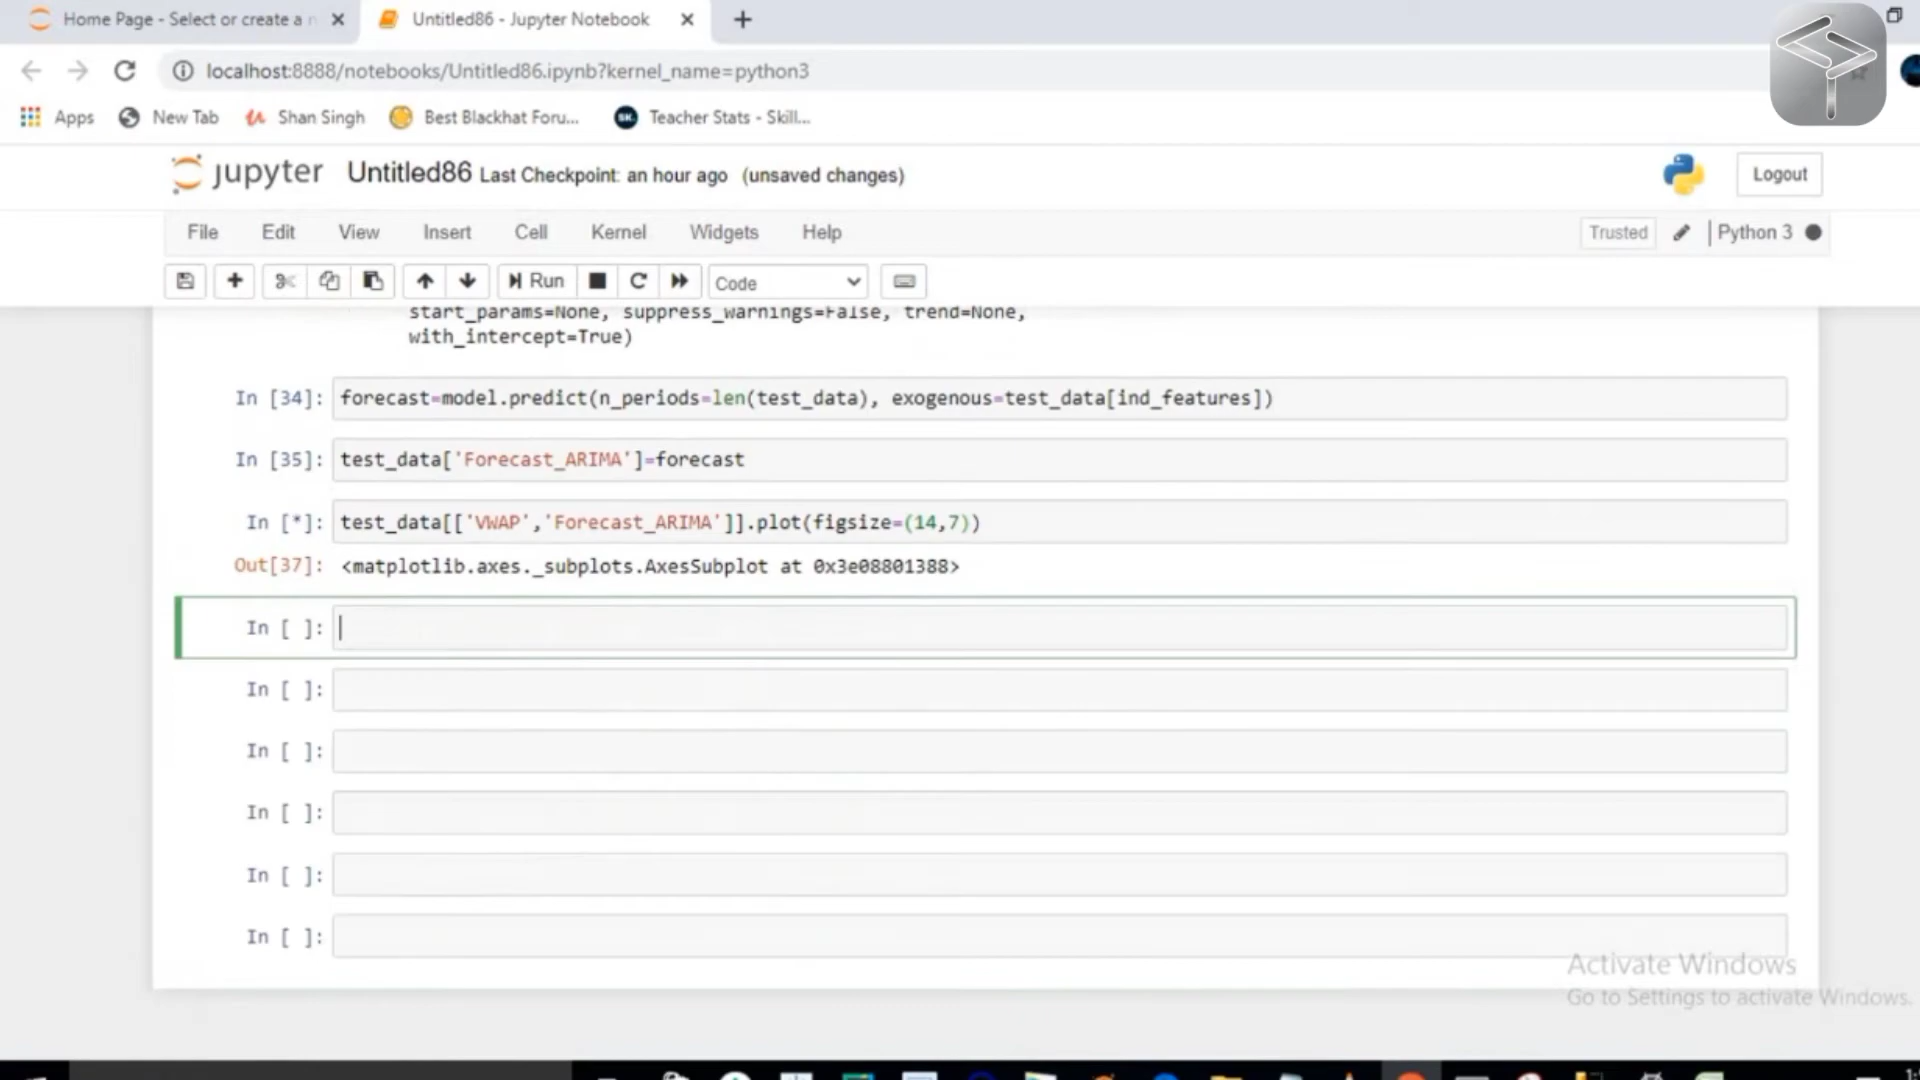 Home Page - Select or create a n
Untitled86 - Jupyter Notebook
localhost:8888/notebooks/Untitled86.ipynb?kernel_name=python3
Apps New Tab Shan Singh Best Blackhat Foru... Teacher Stats - Skill...
jupyter Untitled86 Last Checkpoint: an hour ago (unsaved changes)
Logout
File Edit View Insert Cell Kernel Widgets Help
Trusted Python 3
Run Code
start_params=None, suppress_warnings=False, trend=None,
with_intercept=True)
In [34]: forecast=model.predict(n_periods=len(test_data), exogenous=test_data[ind_features])
In [35]: test_data['Forecast_ARIMA']=forecast
In [*]: test_data[['VWAP','Forecast_ARIMA']].plot(figsize=(14,7))
Out[37]: <matplotlib.axes._subplots.AxesSubplot at 0x3e08801388>
In [ ]:
In [ ]:
In [ ]:
In [ ]:
In [ ]:
In [ ]:
Activate Windows
Go to Settings to activate Windows.